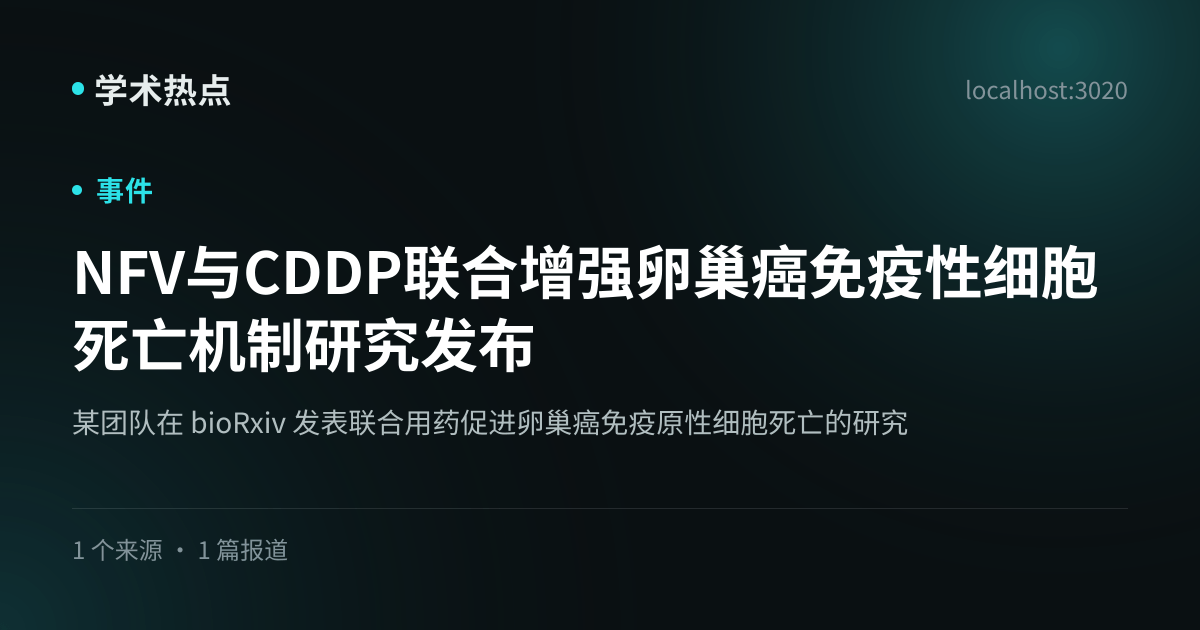 学术热点
localhost:3020
事件
NFV与CDDP联合增强卵巢癌免疫性细胞
死亡机制研究发布
某团队在 bioRxiv 发表联合用药促进卵巢癌免疫原性细胞死亡的研究
1 个来源 · 1 篇报道